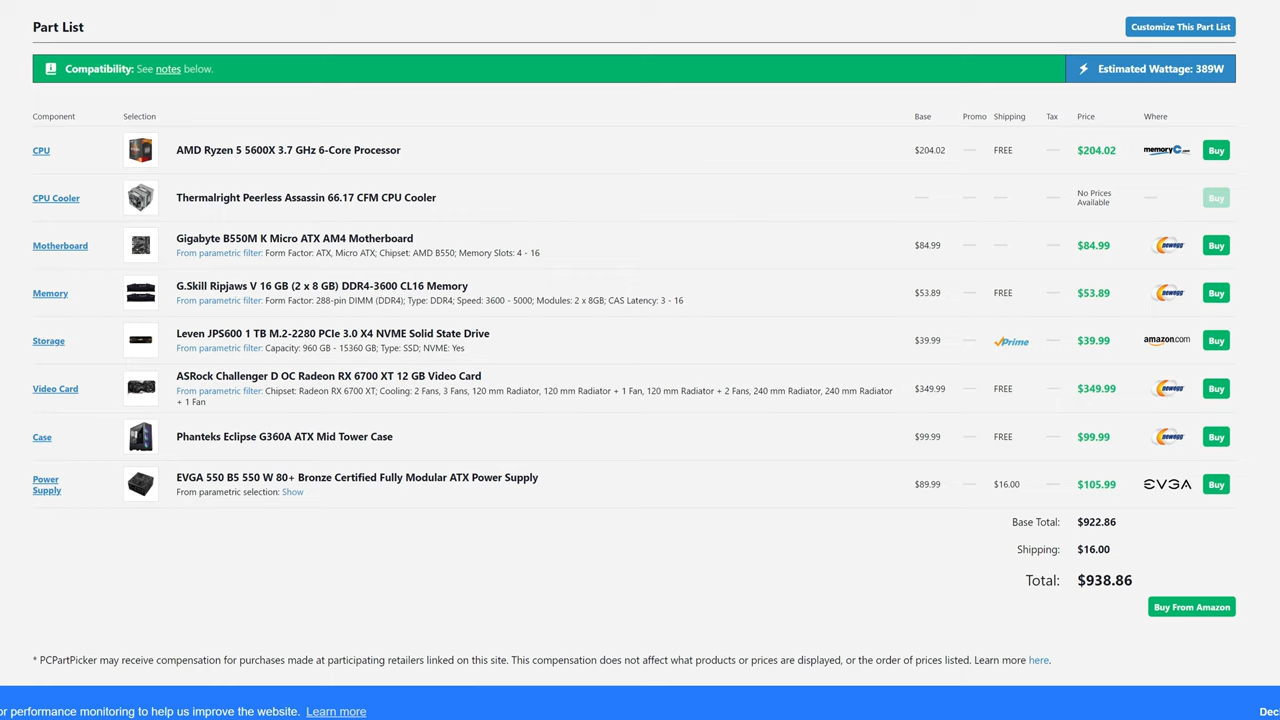 Part List
Customize This Part List
Compatibility: See notes below.
Estimated Wattage: 389W
Component Selection Base Promo Shipping Tax Price Where
CPU AMD Ryzen 5 5600X 3.7 GHz 6-Core Processor $204.02 — FREE — $204.02 memoryC.com Buy
CPU Cooler Thermalright Peerless Assassin 66.17 CFM CPU Cooler — — — — No Prices Available — Buy
Motherboard Gigabyte B550M K Micro ATX AM4 Motherboard $84.99 — — — $84.99 newegg Buy
From parametric filter: Form Factor: ATX, Micro ATX; Chipset: AMD B550; Memory Slots: 4 - 16
Memory G.Skill Ripjaws V 16 GB (2 x 8 GB) DDR4-3600 CL16 Memory $53.89 — FREE — $53.89 newegg Buy
From parametric filter: Form Factor: 288-pin DIMM (DDR4); Type: DDR4; Speed: 3600 - 5000; Modules: 2 x 8GB; CAS Latency: 3 - 16
Storage Leven JPS600 1 TB M.2-2280 PCIe 3.0 X4 NVME Solid State Drive $39.99 — Prime — $39.99 amazon.com Buy
From parametric filter: Capacity: 960 GB - 15360 GB; Type: SSD; NVME: Yes
Video Card ASRock Challenger D OC Radeon RX 6700 XT 12 GB Video Card $349.99 — FREE — $349.99 newegg Buy
From parametric filter: Chipset: Radeon RX 6700 XT; Cooling: 2 Fans, 3 Fans, 120 mm Radiator, 120 mm Radiator + 1 Fan, 120 mm Radiator + 2 Fans, 240 mm Radiator, 240 mm Radiator
+ 1 Fan
Case Phanteks Eclipse G360A ATX Mid Tower Case $99.99 — FREE — $99.99 newegg Buy
Power Supply EVGA 550 B5 550 W 80+ Bronze Certified Fully Modular ATX Power Supply $89.99 — $16.00 — $105.99 EVGA Buy
From parametric selection: Show
Base Total: $922.86
Shipping: $16.00
Total: $938.86
Buy From Amazon
* PCPartPicker may receive compensation for purchases made at participating retailers linked on this site. This compensation does not affect what products or prices are displayed, or the order of prices listed. Learn more here.
or performance monitoring to help us improve the website. Learn more
Dec